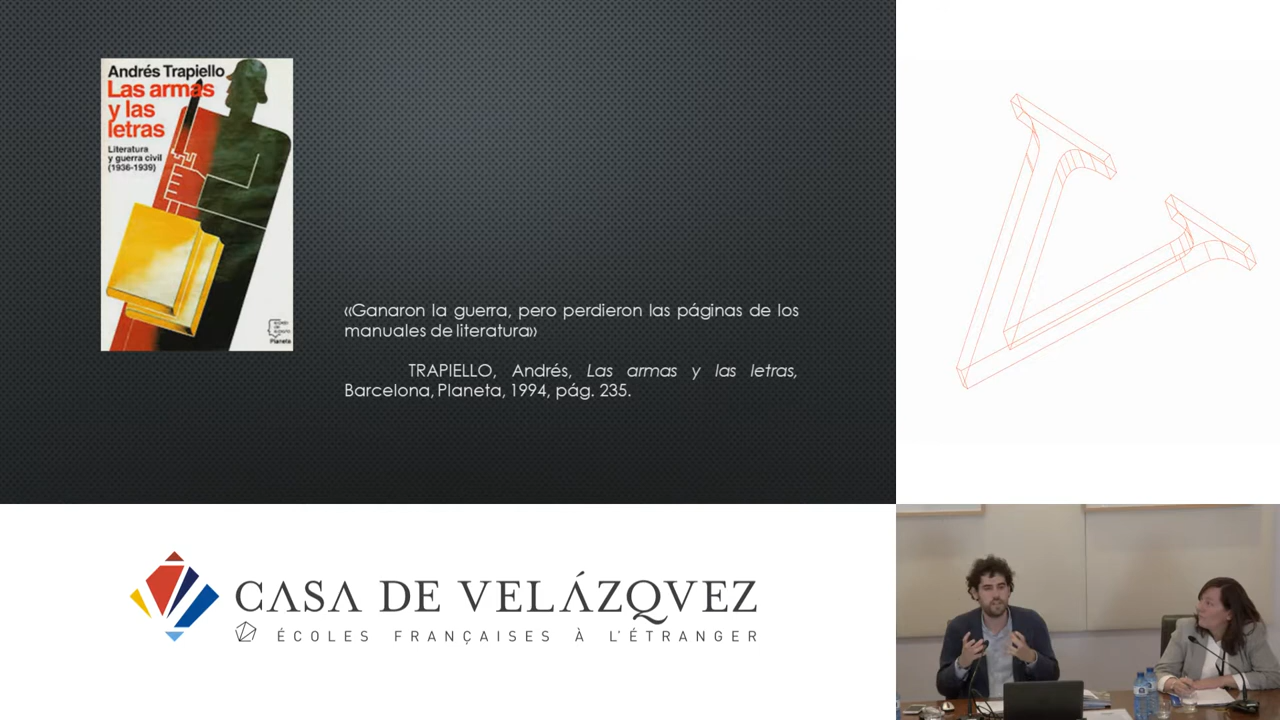 Andrés Trapiello
Las armas
y las
letras
Literatura
y guerra civil
(1936-1939)
Planeta
«Ganaron la guerra, pero perdieron las páginas de los
manuales de literatura»
TRAPIELLO, Andrés, Las armas y las letras,
Barcelona, Planeta, 1994, pág. 235.
CASA DE VELÁZQVEZ
ÉCOLES FRANÇAISES À L'ÉTRANGER